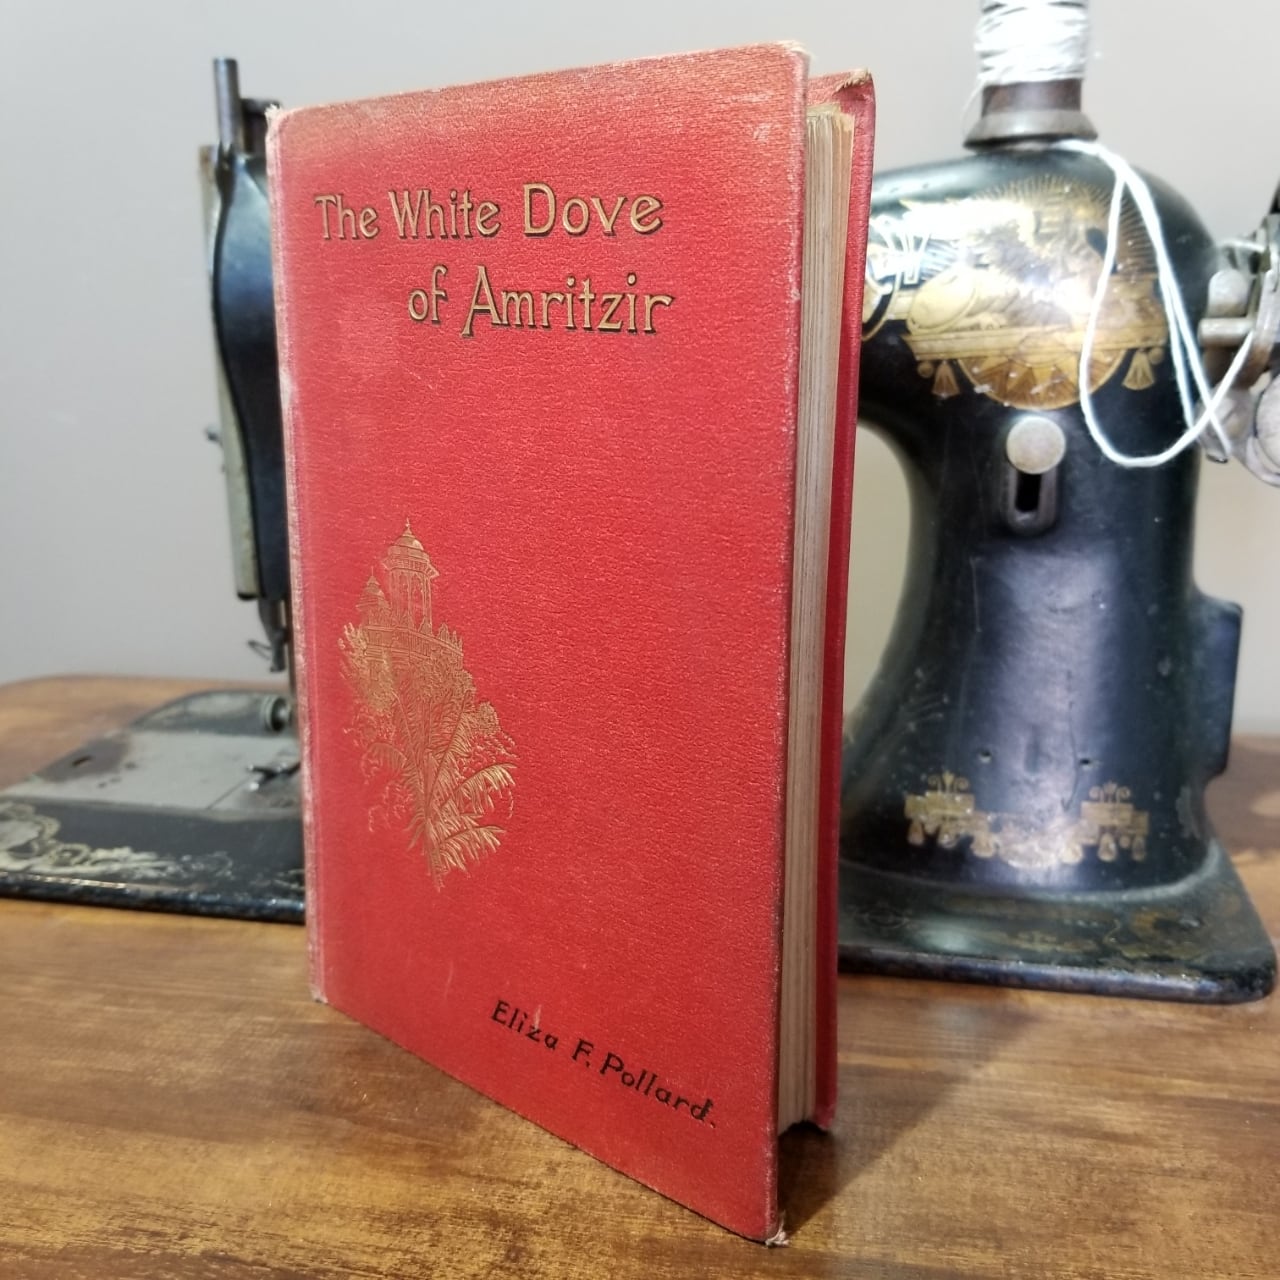 The White Dove
of Amritzir
Eliza F. Pollard.